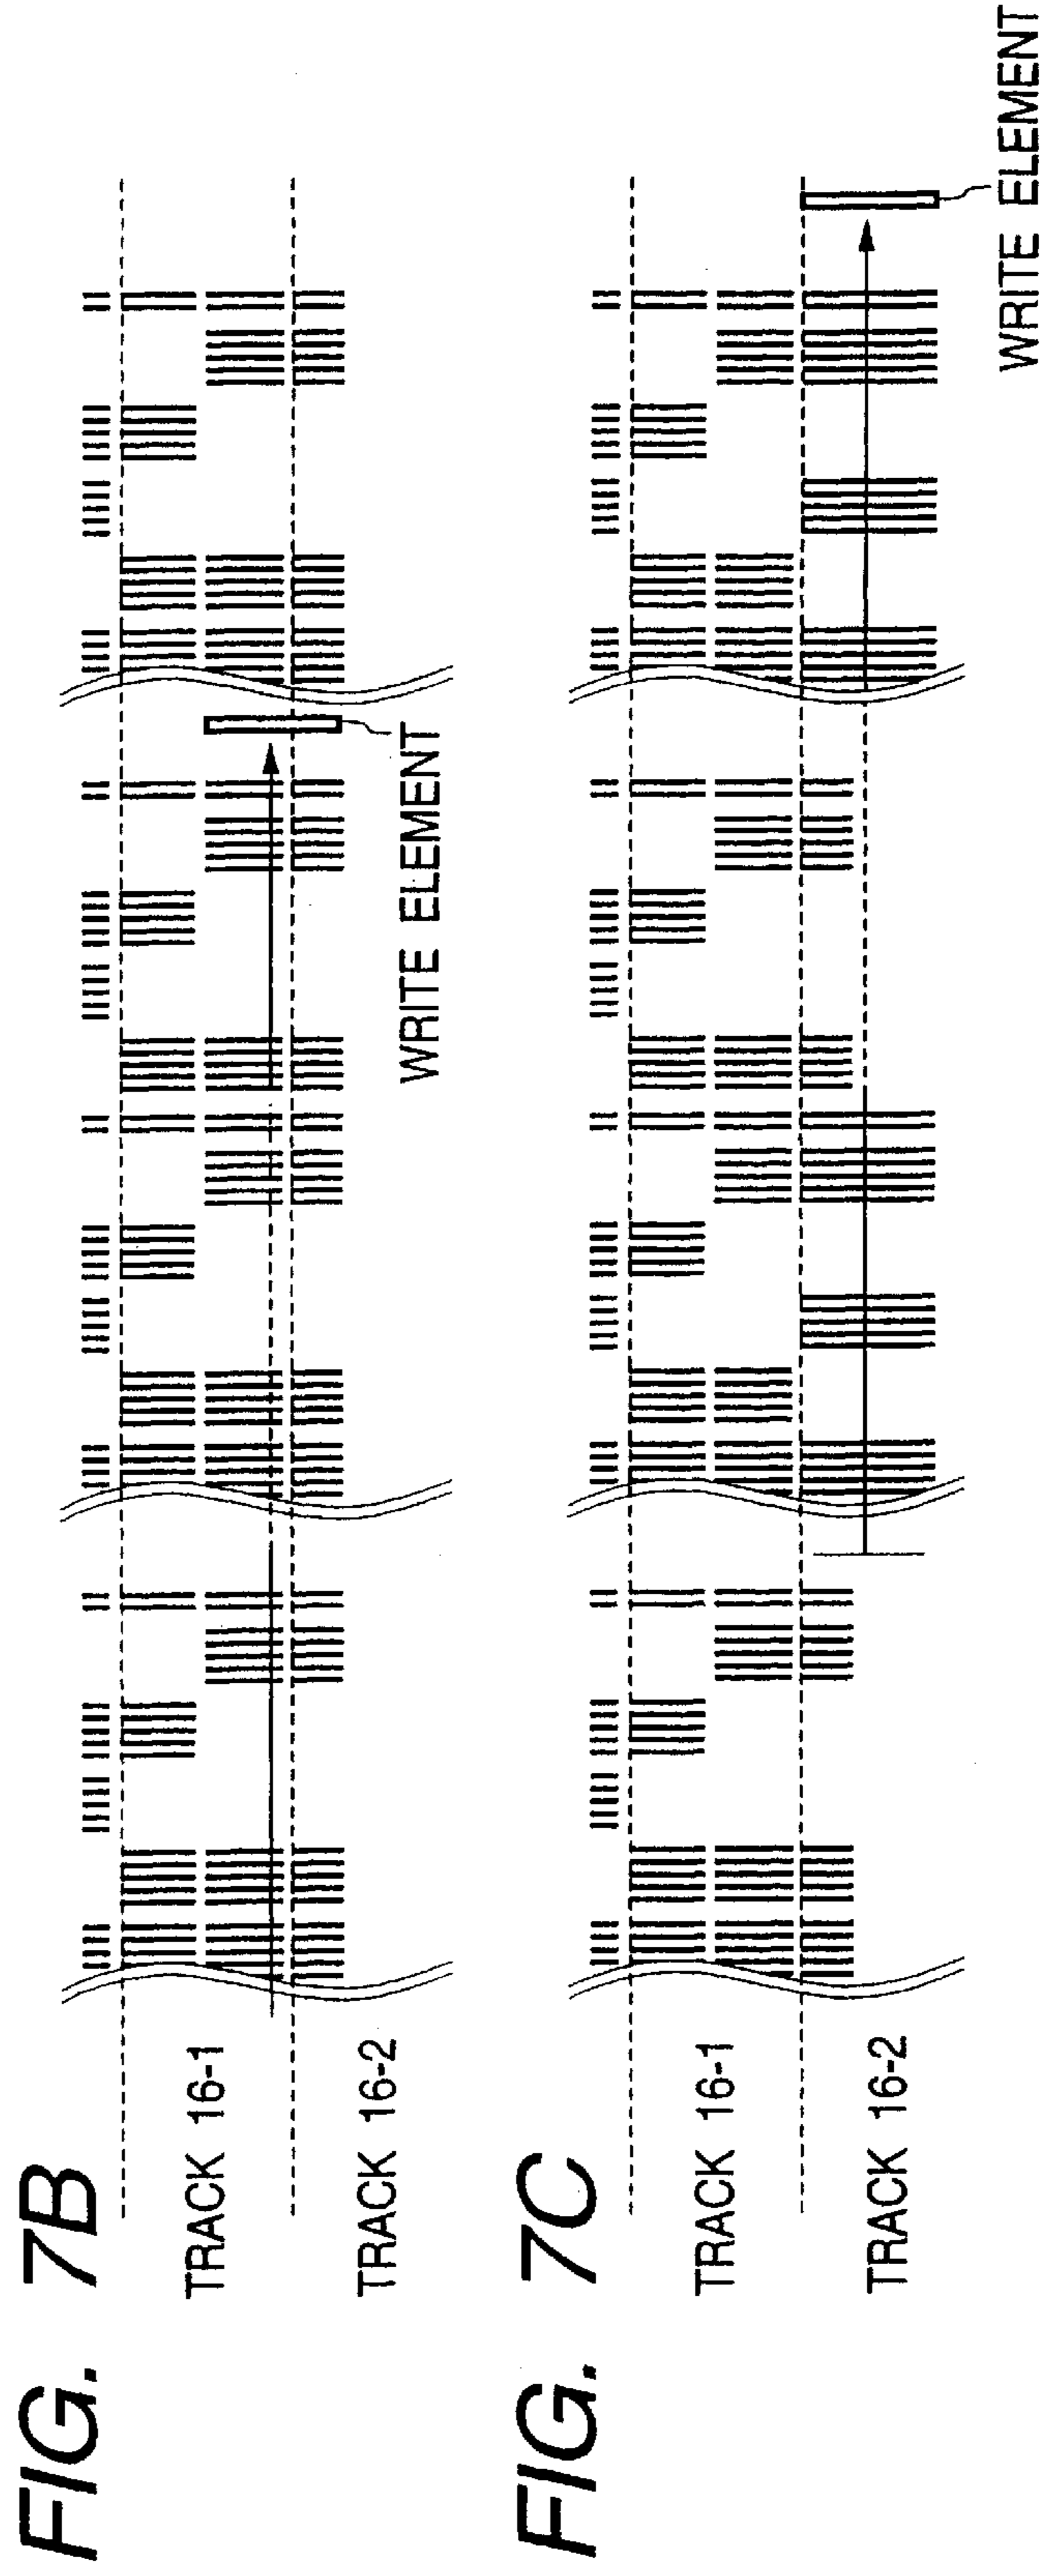 FIG. 7B
TRACK 16-1
TRACK 16-2
WRITE ELEMENT
FIG. 7C
TRACK 16-1
TRACK 16-2
WRITE ELEMENT